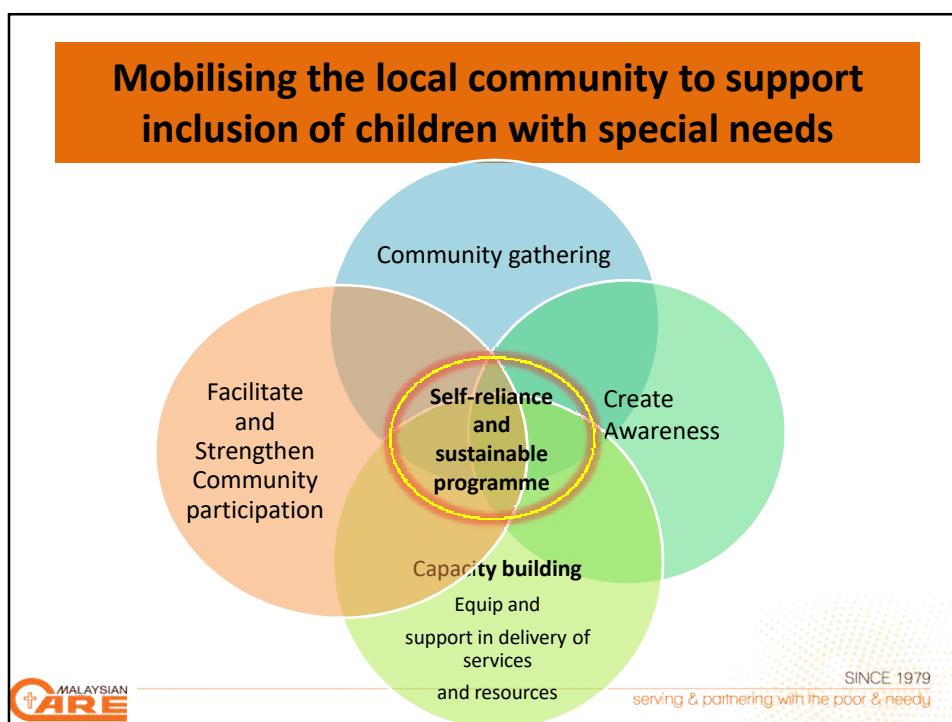 Mobilising the local community to support
inclusion of children with special needs
Community gathering
Facilitate
and
Strengthen
Community
participation
Self-reliance
and
sustainable
programme
Create
Awareness
Capacity building
Equip and
support in delivery of
services
and resources
MALAYSIAN
CARE
SINCE 1979
serving & partnering with the poor & needy